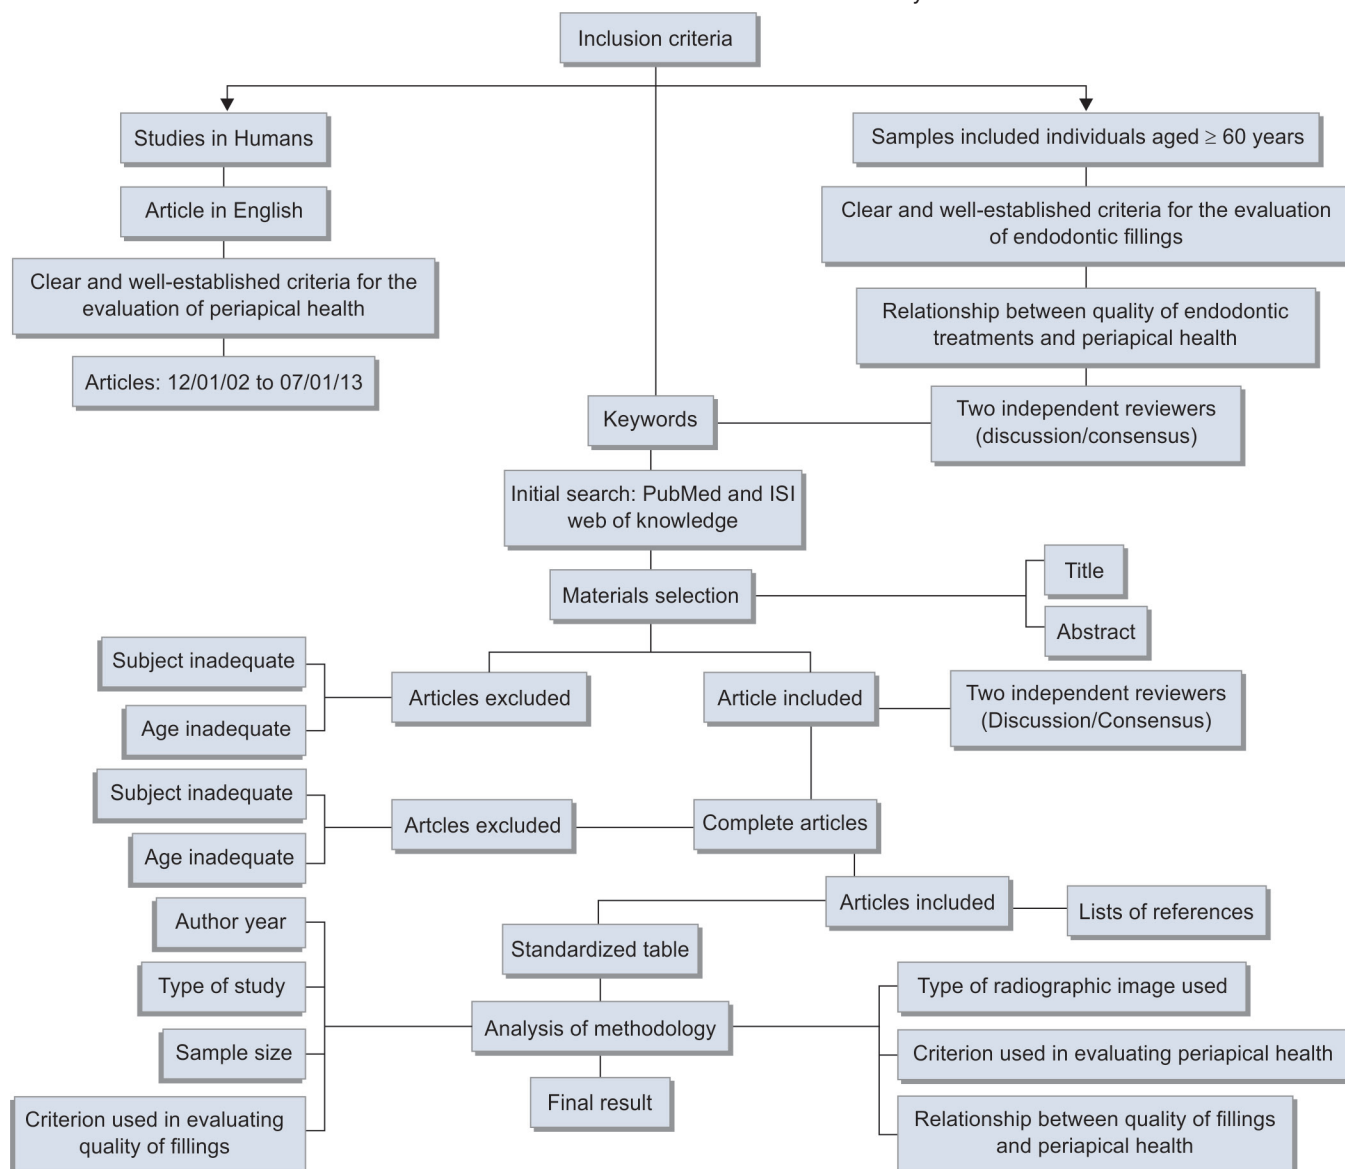 Inclusion criteria
Studies in Humans
Article in English
Clear and well-established criteria for the
evaluation of periapical health
Articles: 12/01/02 to 07/01/13
Samples included individuals aged ≥ 60 years
Clear and well-established criteria for the evaluation
of endodontic fillings
Relationship between quality of endodontic
treatments and periapical health
Two independent reviewers
(discussion/consensus)
Keywords
Initial search: PubMed and ISI
web of knowledge
Materials selection
Title
Abstract
Subject inadequate
Age inadequate
Articles excluded
Article included
Two independent reviewers
(Discussion/Consensus)
Subject inadequate
Age inadequate
Artcles excluded
Complete articles
Articles included
Lists of references
Standardized table
Author year
Type of study
Sample size
Criterion used in evaluating
quality of fillings
Analysis of methodology
Final result
Type of radiographic image used
Criterion used in evaluating periapical health
Relationship between quality of fillings
and periapical health